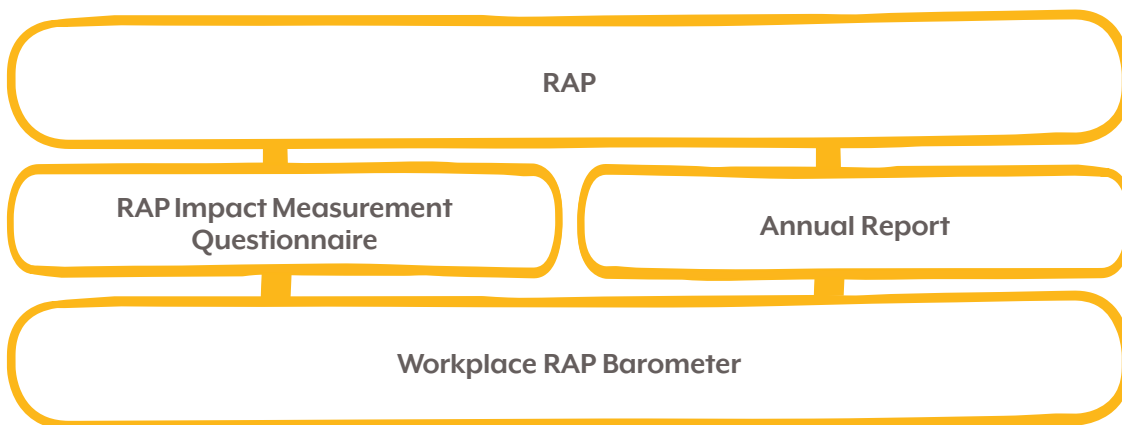 RAP
RAP Impact Measurement
Questionnaire
Annual Report
Workplace RAP Barometer